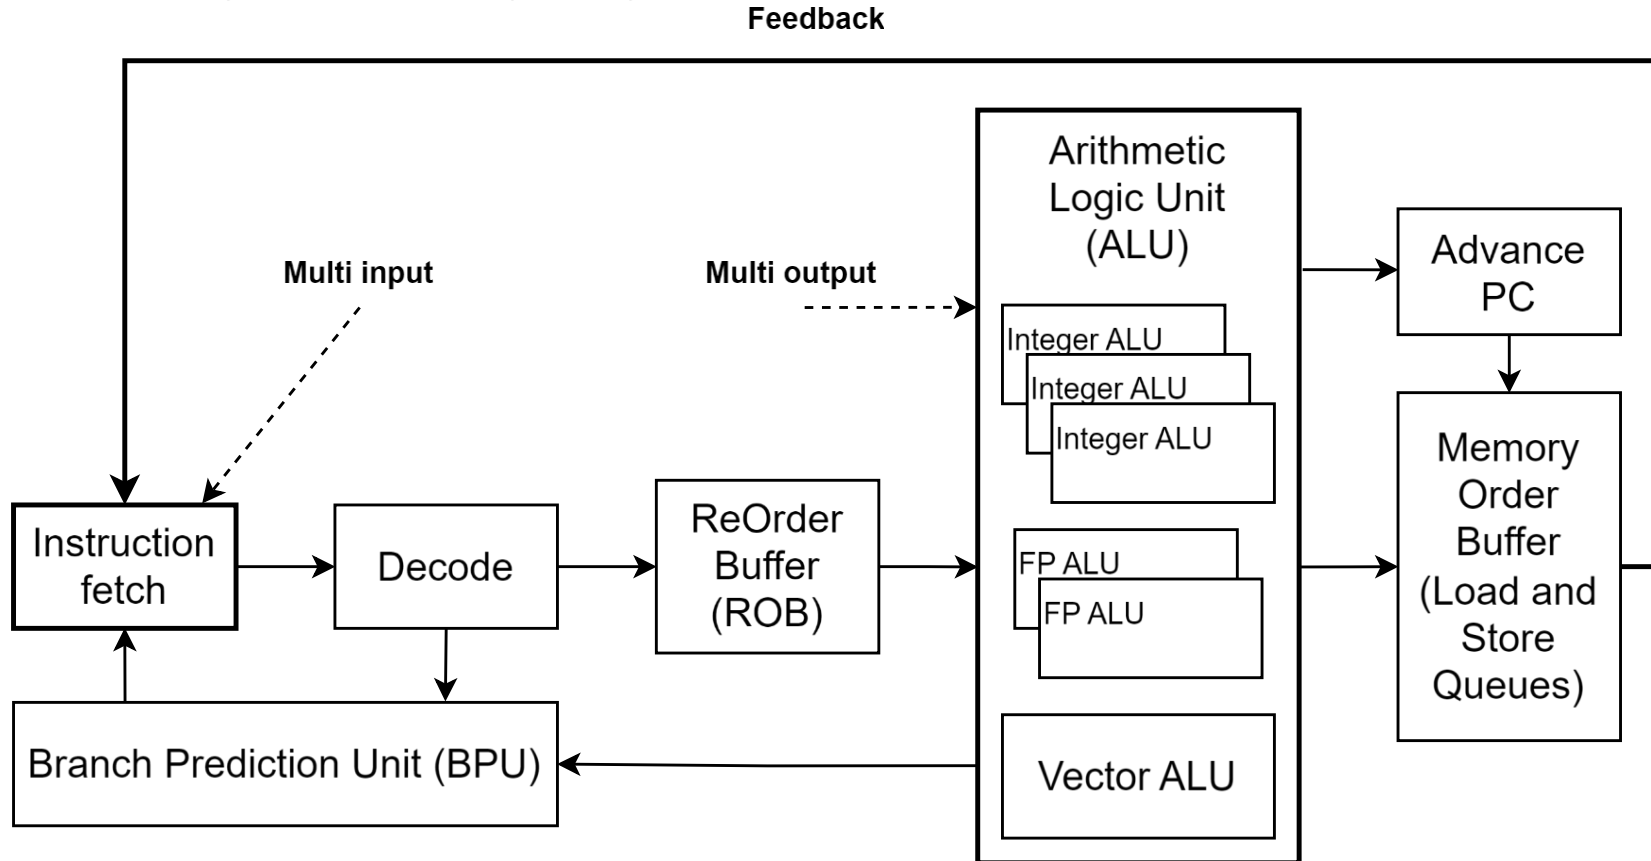 Feedback
Arithmetic
Logic Unit
(ALU)
Advance
PC
Multi input
Multi output
Integer ALU
Integer ALU
Integer ALU
Memory
Order
Buffer
(Load and
Store
Queues)
Instruction
fetch
Decode
ReOrder
Buffer
(ROB)
FP ALU
FP ALU
Branch Prediction Unit (BPU)
Vector ALU